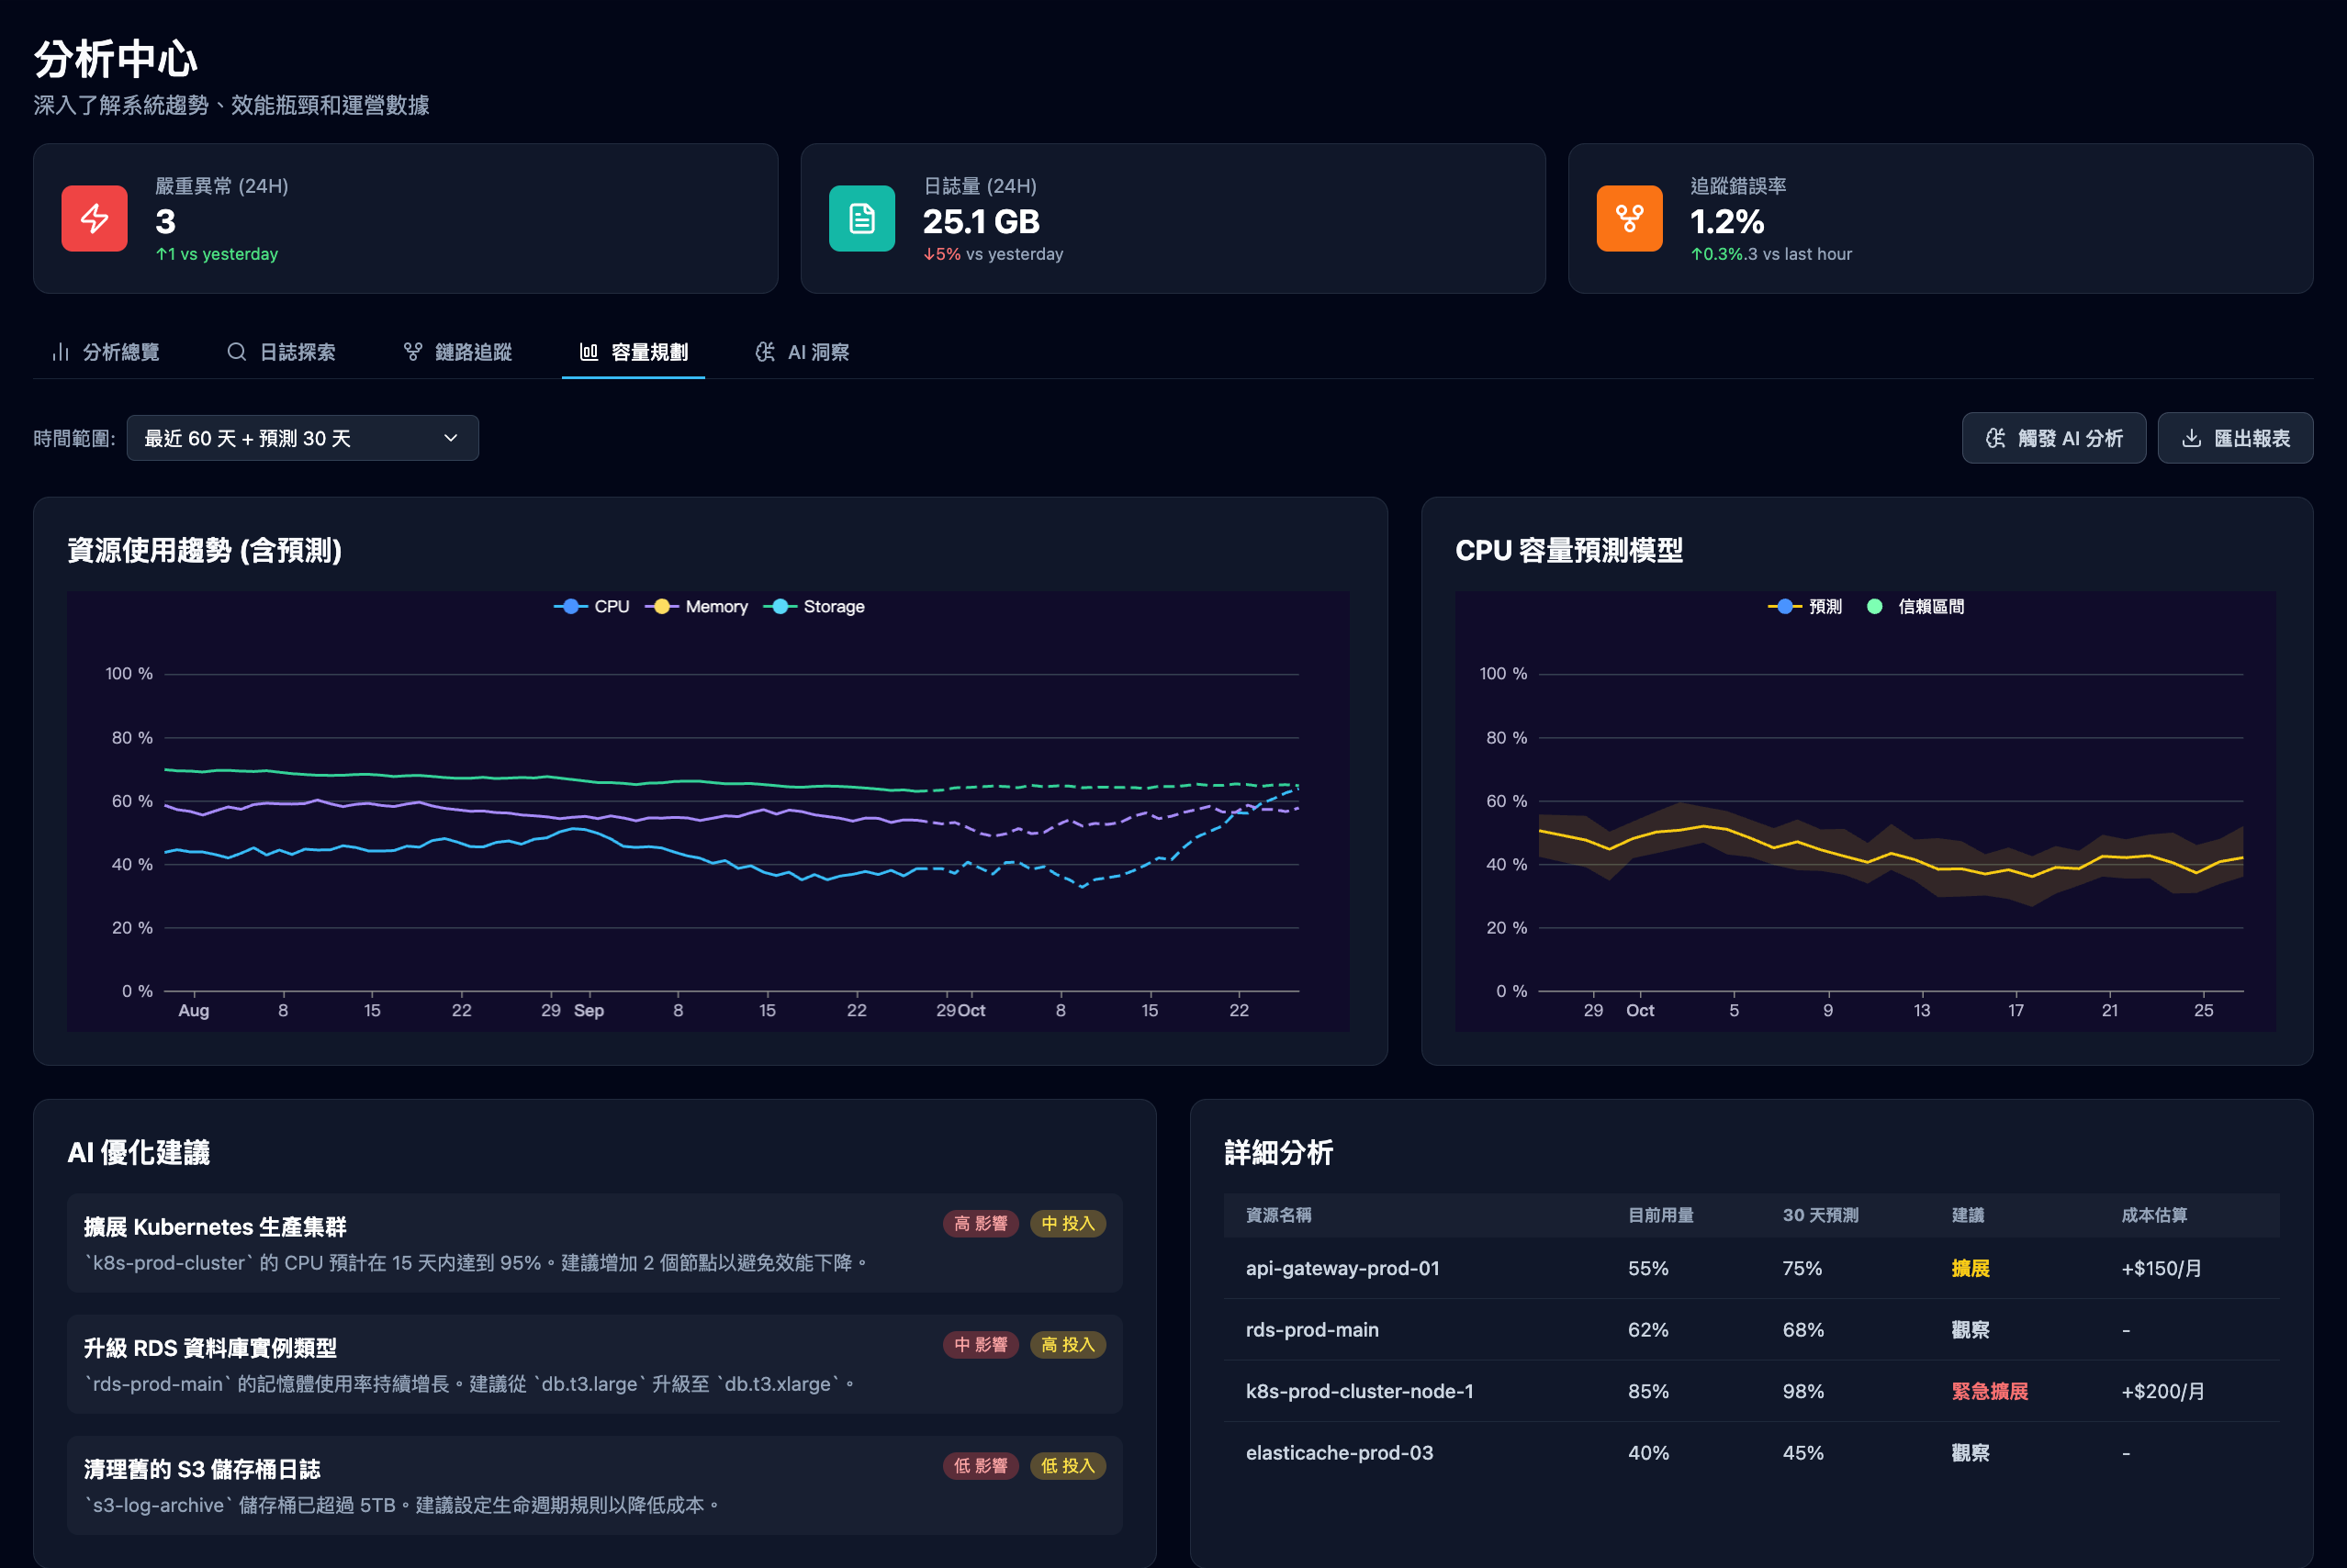 分析中心
深入了解系統趨勢、效能瓶頸和運營數據
嚴重異常 (24H)
3
↑1 vs yesterday
日誌量 (24H)
25.1 GB
↓5% vs yesterday
追蹤錯誤率
1.2%
↑0.3%.3 vs last hour
分析總覽
日誌探索
鏈路追蹤
容量規劃
AI 洞察
時間範圍:
最近 60 天 + 預測 30 天
觸發 AI 分析
匯出報表
資源使用趨勢 (含預測)
CPU Memory Storage
100 %
80 %
60 %
40 %
20 %
0 %
Aug 8 15 22 29 Sep 8 15 22 29 Oct 8 15 22
CPU 容量預測模型
預測 信賴區間
100 %
80 %
60 %
40 %
20 %
0 %
29 Oct 5 9 13 17 21 25
AI 優化建議
擴展 Kubernetes 生產集群
高 影響 中 投入
`k8s-prod-cluster` 的 CPU 預計在 15 天內達到 95%。建議增加 2 個節點以避免效能下降。
升級 RDS 資料庫實例類型
中 影響 高 投入
`rds-prod-main` 的記憶體使用率持續增長。建議從 `db.t3.large` 升級至 `db.t3.xlarge`。
清理舊的 S3 儲存桶日誌
低 影響 低 投入
`s3-log-archive` 儲存桶已超過 5TB。建議設定生命週期規則以降低成本。
詳細分析
資源名稱 目前用量 30 天預測 建議 成本估算
api-gateway-prod-01 55% 75% 擴展 +$150/月
rds-prod-main 62% 68% 觀察 -
k8s-prod-cluster-node-1 85% 98% 緊急擴展 +$200/月
elasticache-prod-03 40% 45% 觀察 -